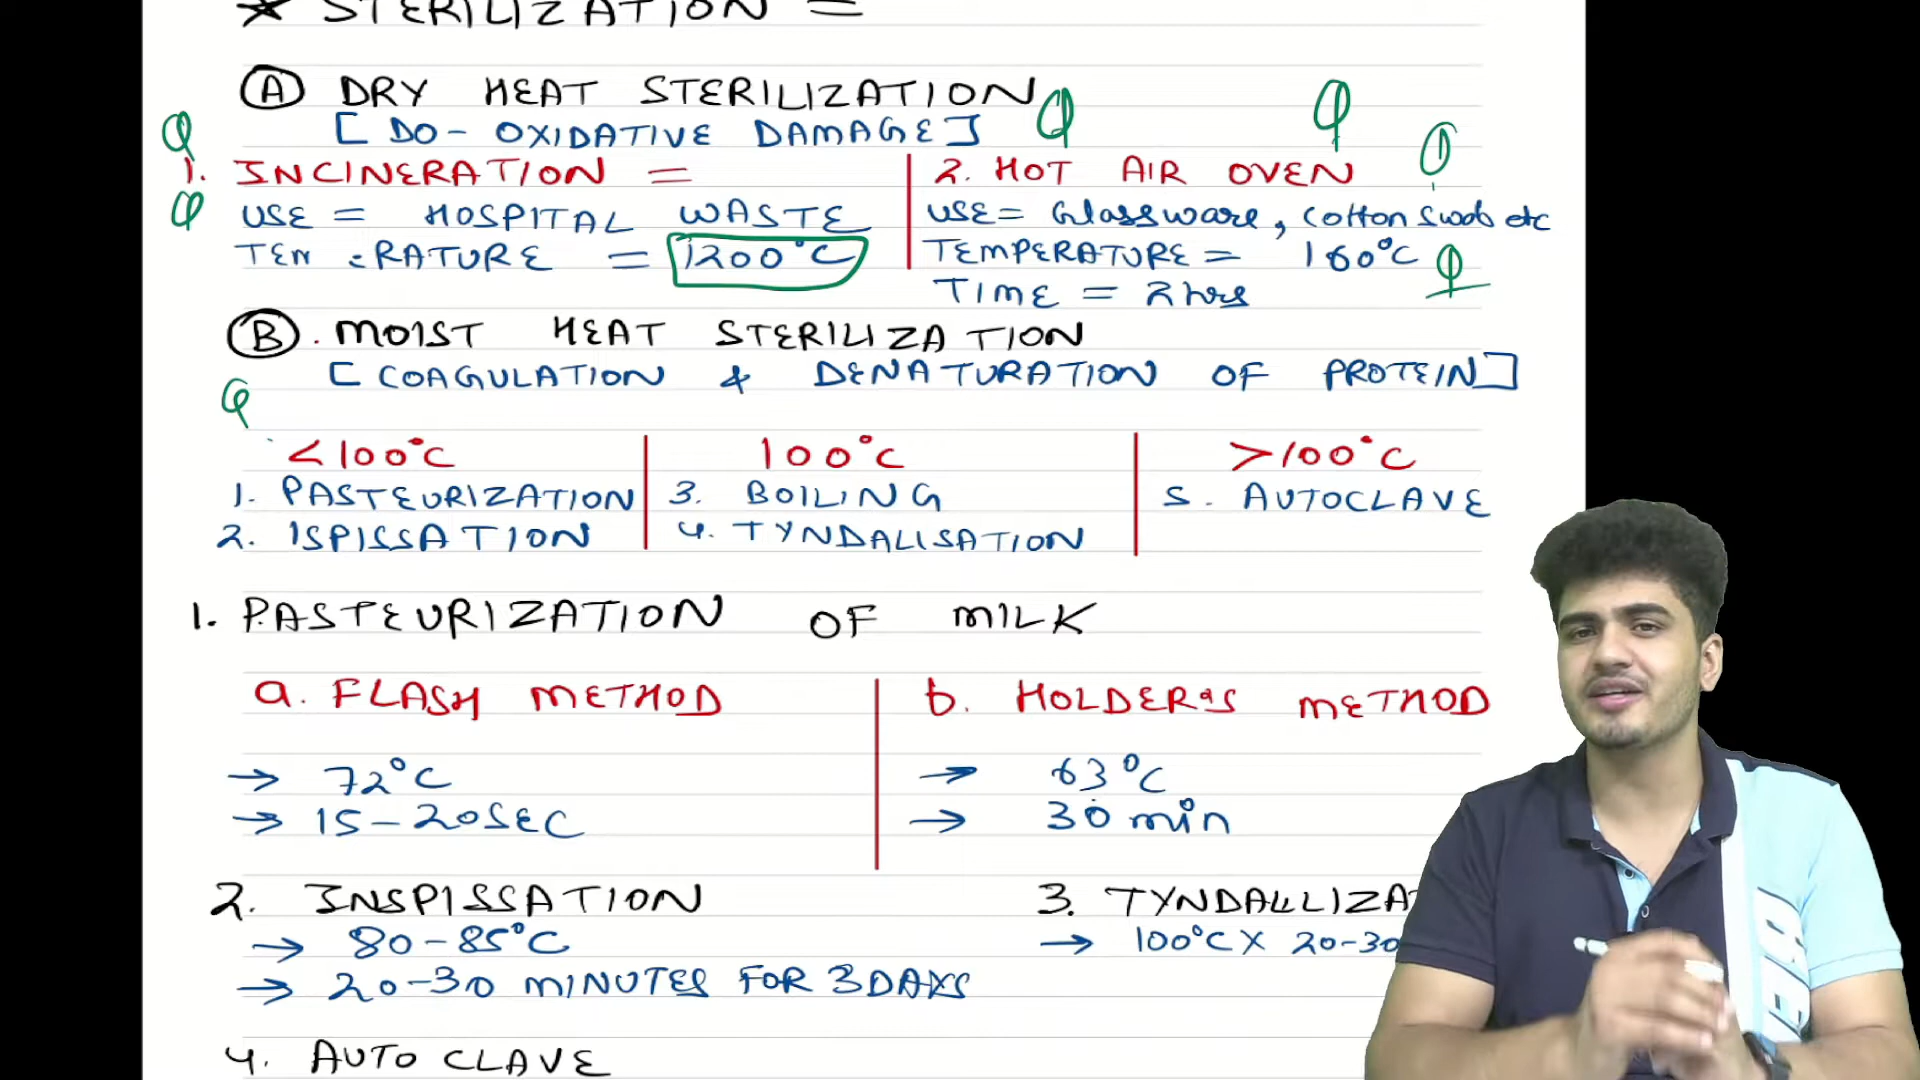 * STERILIZATION =
(A) DRY HEAT STERILIZATION
[DO - OXIDATIVE DAMAGE]
1. INCINERATION =
USE = HOSPITAL WASTE
TEM ERATURE = 1200°C
2. HOT AIR OVEN
USE = Glassware, cotton swab etc
TEMPERATURE = 160°C
TIME = 2 hrs
(B). MOIST HEAT STERILIZATION
[COAGULATION & DENATURATION OF PROTEIN]
<100°C
1. PASTEURIZATION
2. ISPISSATION
100°C
3. BOILING
4. TYNDALISATION
>100°C
5. AUTOCLAVE
1. PASTEURIZATION OF MILK
a. FLASH METHOD
→ 72°C
→ 15-20SEC
b. HOLDER'S METHOD
→ 63°C
→ 30 min
2. INSPISSATION
→ 80-85°C
→ 20-30 MINUTES FOR 3DAYS
3. TYNDALLIZA
→ 100°C X 20-30
4. AUTO CLAVE